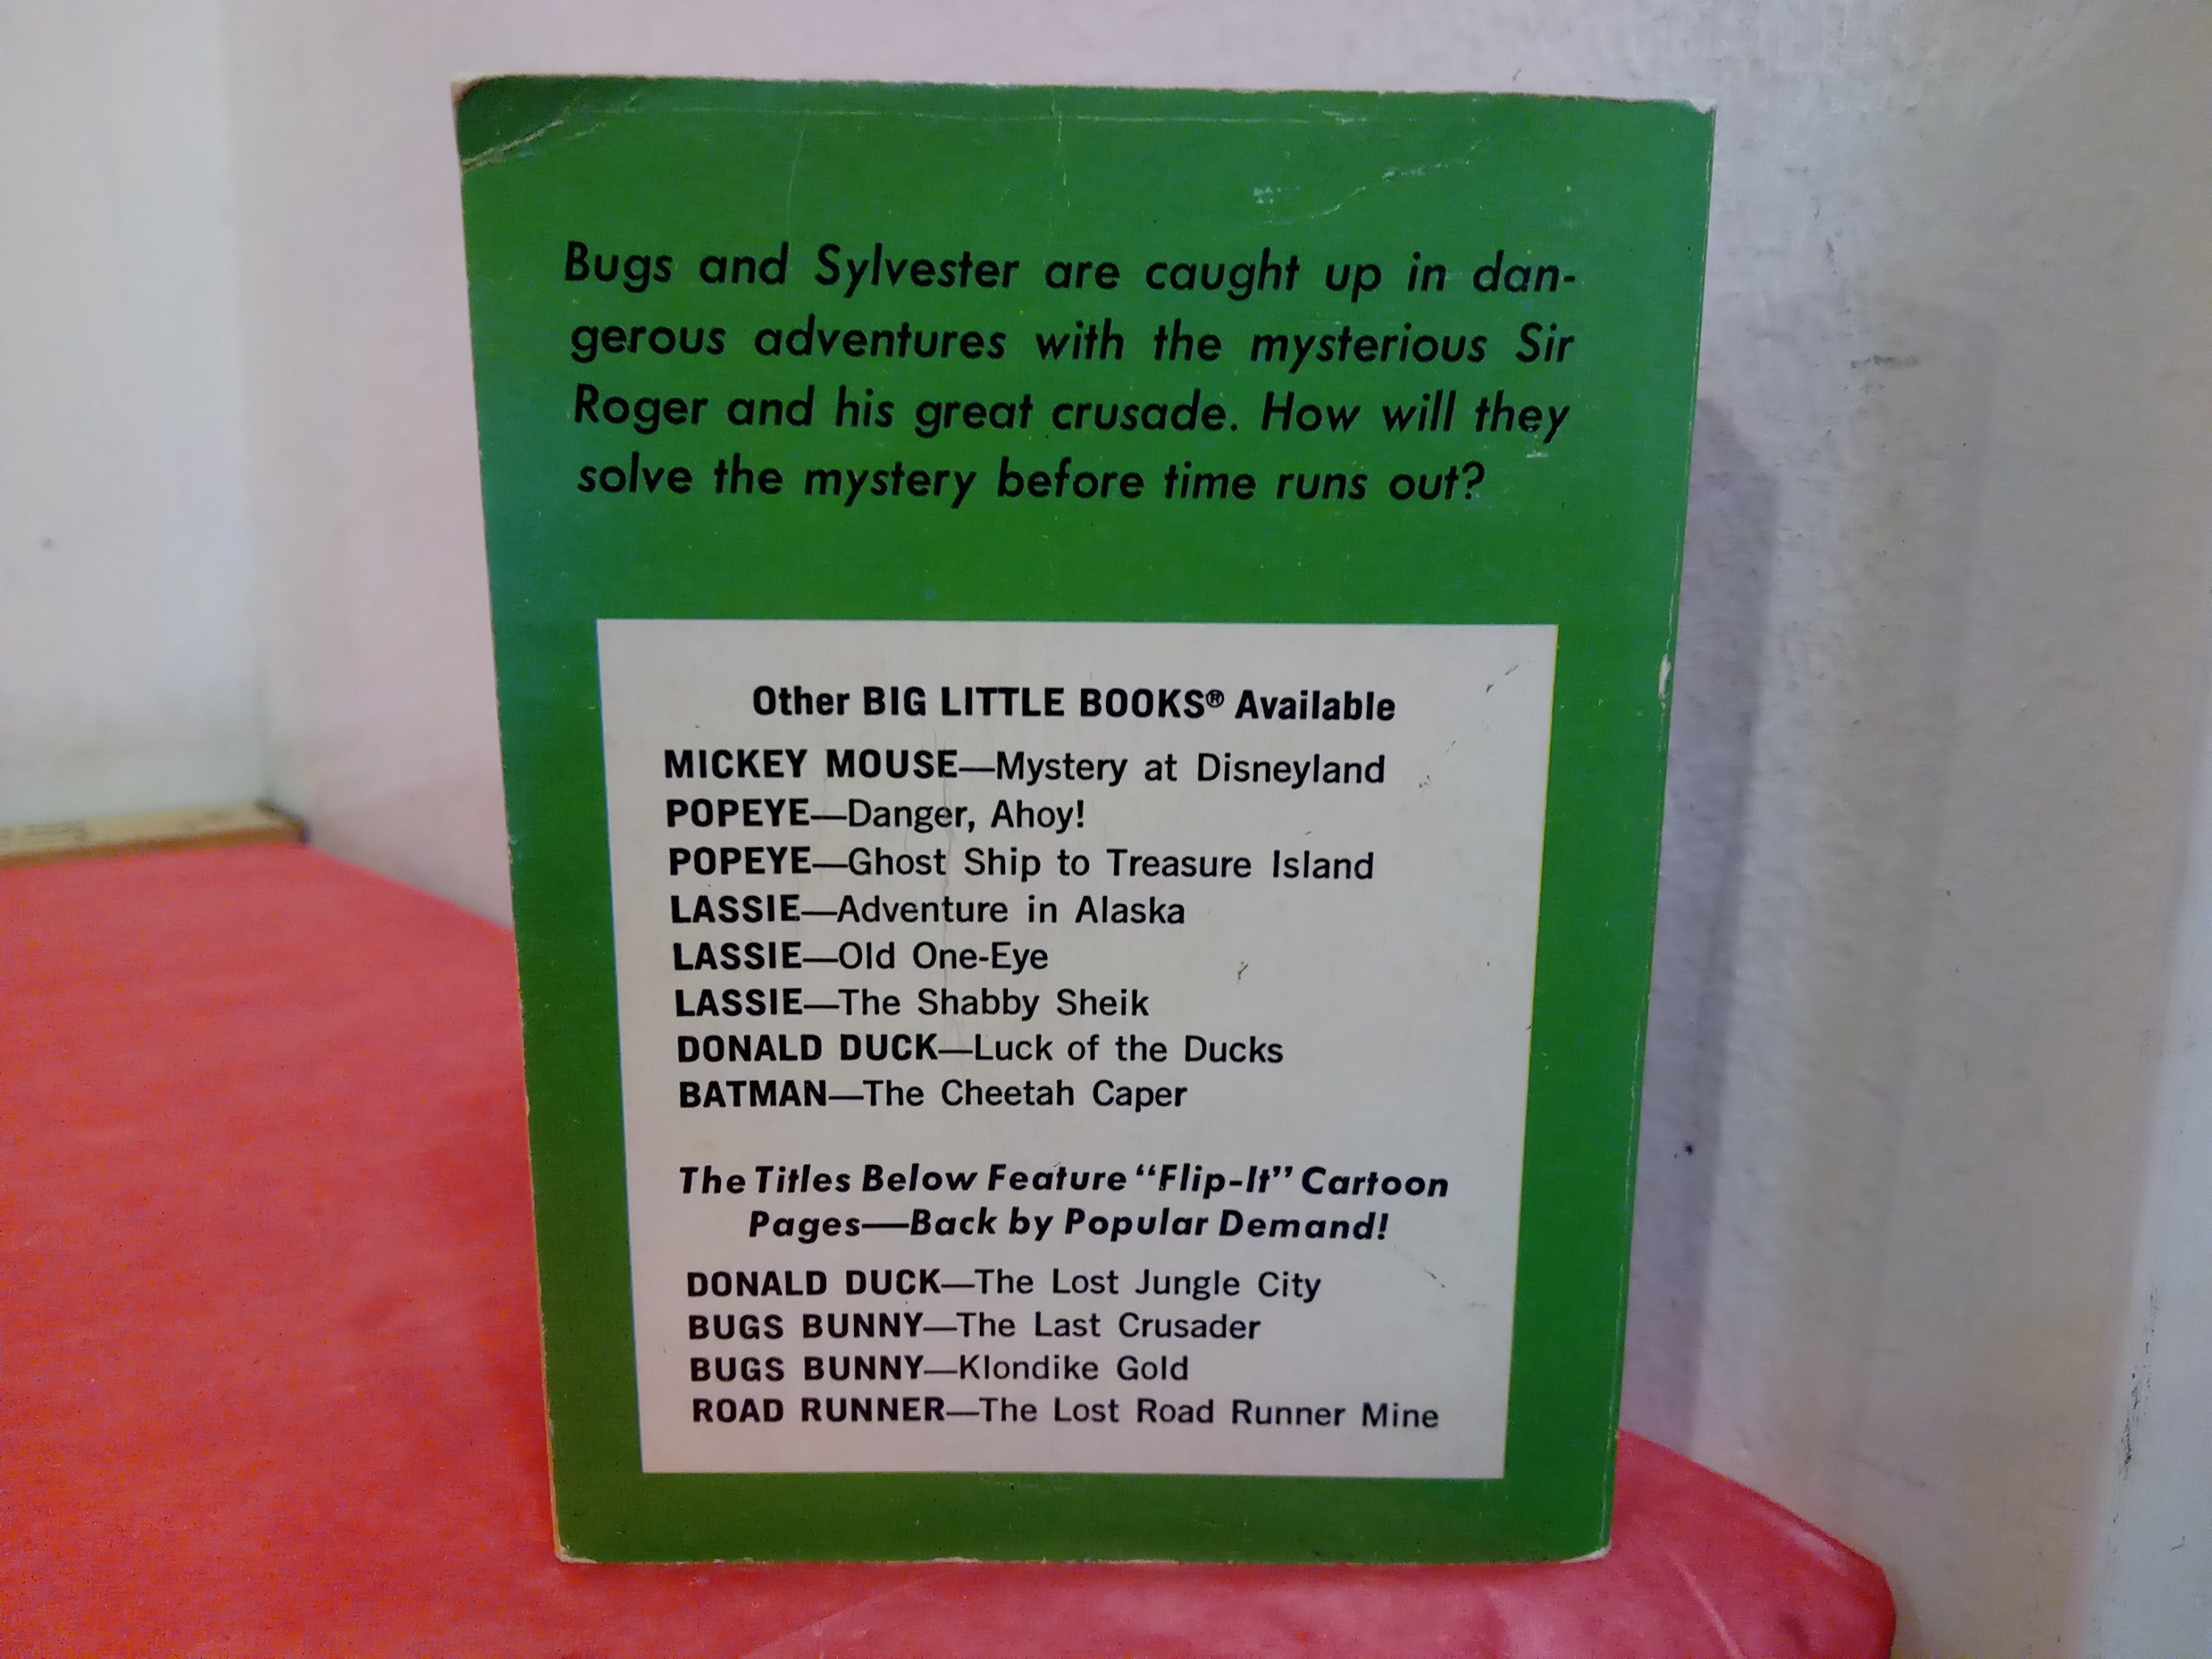 Bugs and Sylvester are caught up in dan-
gerous adventures with the mysterious Sir
Roger and his great crusade. How will they
solve the mystery before time runs out?
Other BIG LITTLE BOOKS® Available
MICKEY MOUSE—Mystery at Disneyland
POPEYE—Danger, Ahoy!
POPEYE—Ghost Ship to Treasure Island
LASSIE—Adventure in Alaska
LASSIE—Old One-Eye
LASSIE—The Shabby Sheik
DONALD DUCK—Luck of the Ducks
BATMAN—The Cheetah Caper
The Titles Below Feature “Flip-It” Cartoon
Pages—Back by Popular Demand!
DONALD DUCK—The Lost Jungle City
BUGS BUNNY—The Last Crusader
BUGS BUNNY—Klondike Gold
ROAD RUNNER—The Lost Road Runner Mine